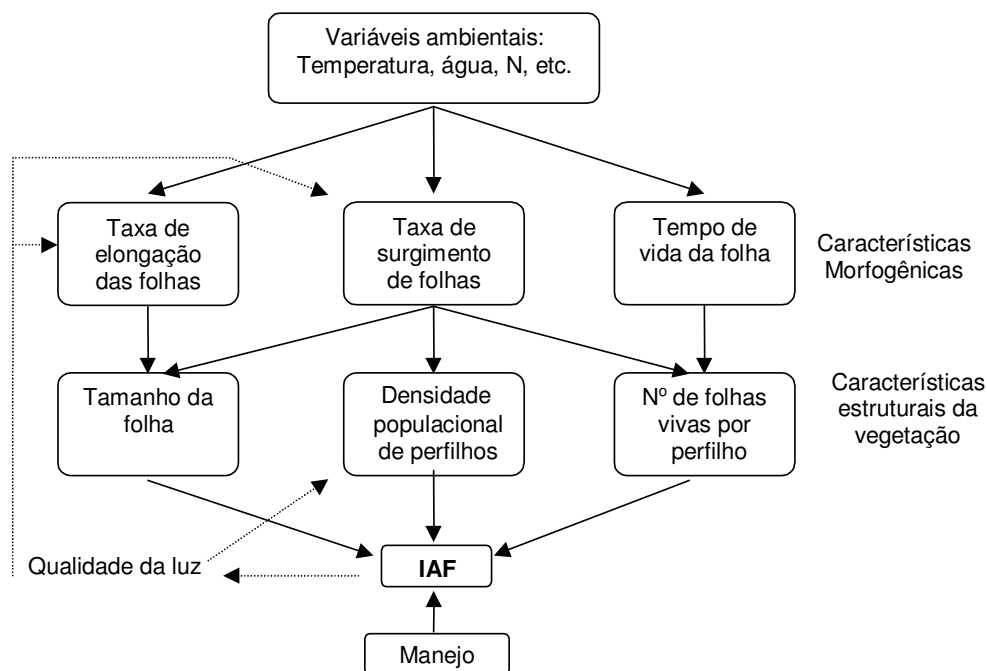 Variáveis ambientais:
Temperatura, água, N, etc.
Taxa de
elongação
das folhas
Taxa de
surgimento
de folhas
Tempo de
vida da folha
Características
Morfogênicas
Tamanho da
folha
Densidade
populacional
de perfilhos
Nº de folhas
vivas por
perfilho
Características
estruturais da
vegetação
Qualidade da luz
IAF
Manejo